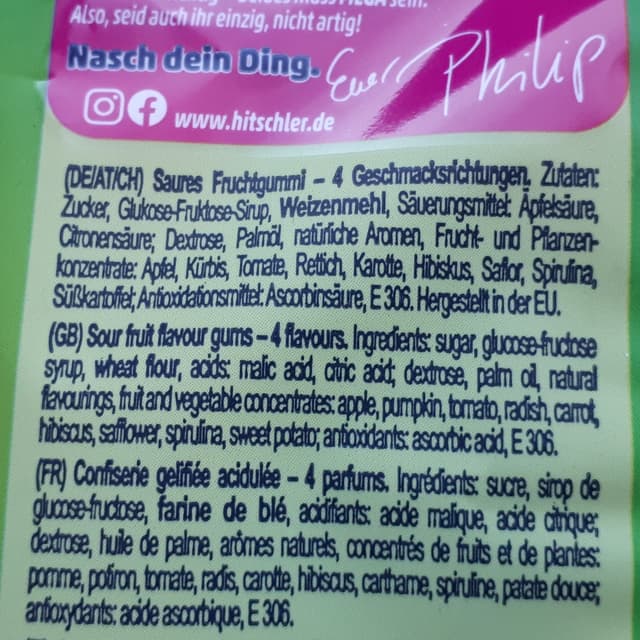 MEGA sein.
Also, seid auch ihr einzig, nicht artig!
Nasch dein Ding. Euer Philip
www.hitschler.de
(DE/AT/CH) Saures Fruchtgummi – 4 Geschmacksrichtungen. Zutaten:
Zucker, Glukose-Fruktose-Sirup, Weizenmehl, Säuerungsmittel: Äpfelsäure,
Citronensäure; Dextrose, Palmöl, natürliche Aromen, Frucht- und Pflanzen-
konzentrate: Apfel, Kürbis, Tomate, Rettich, Karotte, Hibiskus, Saflor, Spirulina,
Süßkartoffel; Antioxidationsmittel: Ascorbinsäure, E 306. Hergestellt in der EU.
(GB) Sour fruit flavour gums – 4 flavours. Ingredients: sugar, glucose-fructose
syrup, wheat flour, acids: malic acid, citric acid; dextrose, palm oil, natural
flavourings, fruit and vegetable concentrates: apple, pumpkin, tomato, radish, carrot,
hibiscus, safflower, spirulina, sweet potato; antioxidants: ascorbic acid, E 306.
(FR) Confiserie gelifiée acidulée – 4 parfums. Ingrédients: sucre, sirop de
glucose-fructose, farine de blé, acidifiants: acide malique, acide citrique;
dextrose, huile de palme, arômes naturels, concentrés de fruits et de plantes:
pomme, potiron, tomate, radis, carotte, hibiscus, carthame, spiruline, patate douce;
antioxydants: acide ascorbique, E 306.